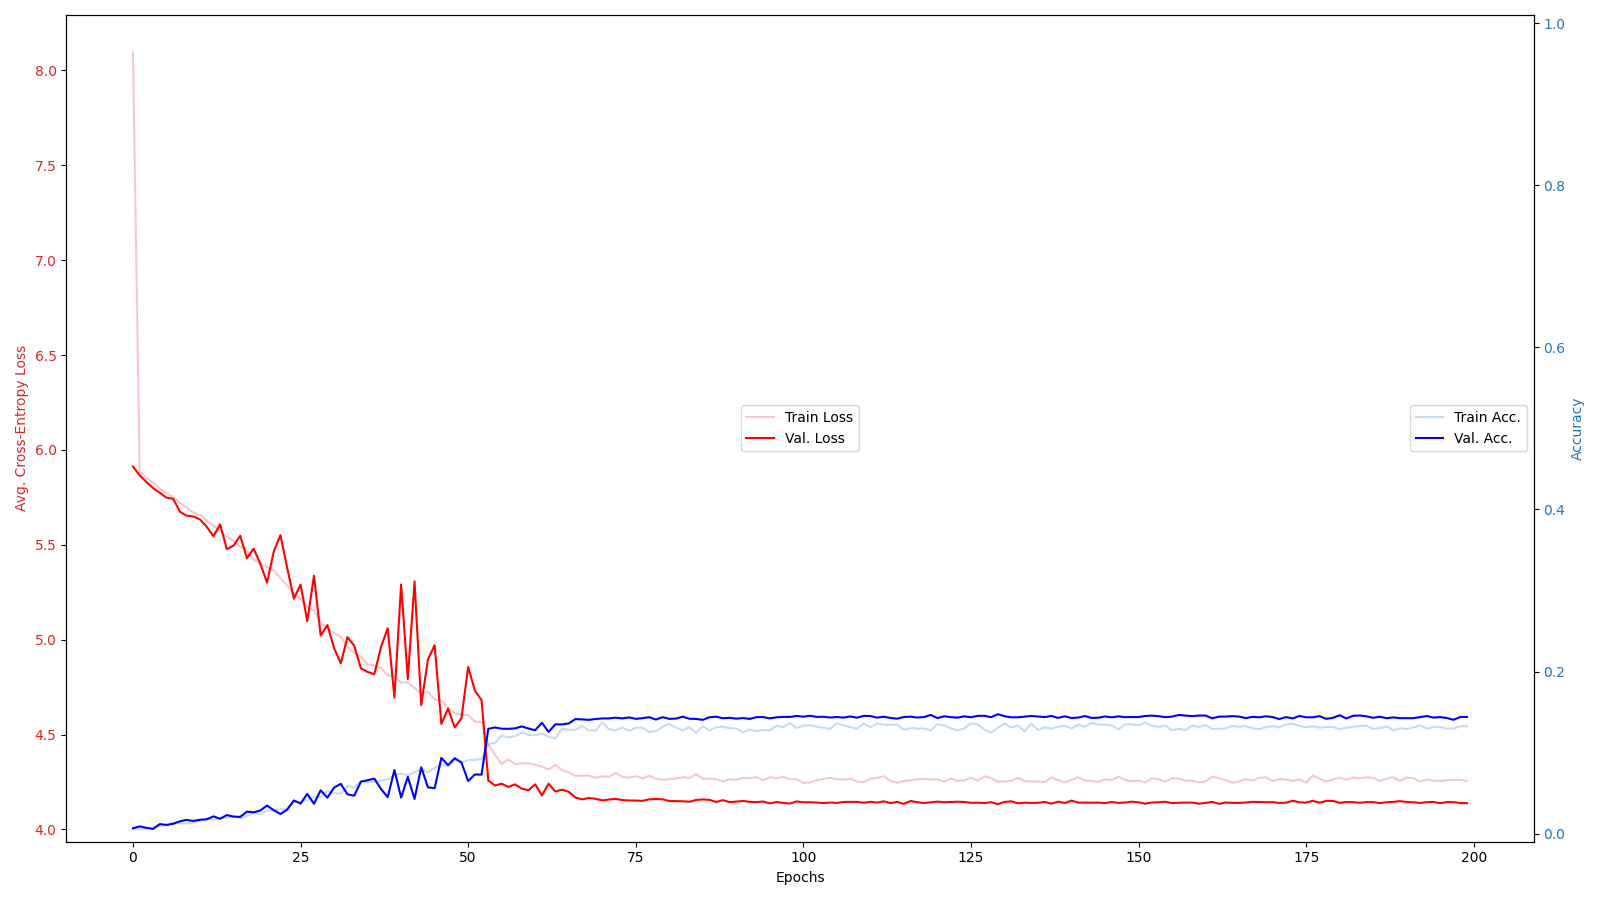 8.0
7.5
7.0
6.5
6.0
5.5
5.0
4.5
4.0
Avg. Cross-Entropy Loss
Train Loss
Val. Loss
Train Acc.
Val. Acc.
1.0
0.8
0.6
0.4
0.2
0.0
Accuracy
0 25 50 75 100 125 150 175 200
Epochs